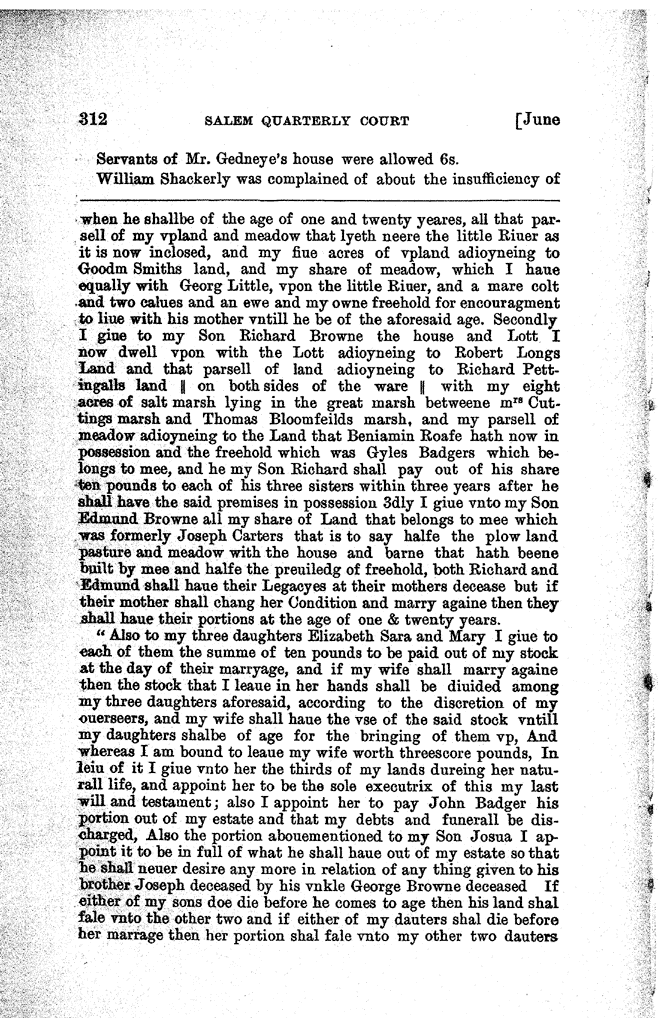 312 SALEM QUARTERLY COURT [June
Servants of Mr. Gedneye's house were allowed 6s.
William Shackerly was complained of about the insufficiency of
when he shallbe of the age of one and twenty yeares, all that par-
sell of my vpland and meadow that lyeth neere the little Riuer as
it is now inclosed, and my fiue acres of vpland adioyneing to
Goodm Smiths land, and my share of meadow, which I haue
equally with Georg Little, vpon the little Riuer, and a mare colt
and two calues and an ewe and my owne freehold for encouragment
to liue with his mother vntill he be of the aforesaid age. Secondly
I giue to my Son Richard Browne the house and Lott I
now dwell vpon with the Lott adioyneing to Robert Longs
Land and that parsell of land adioyneing to Richard Pett-
ingalls land ‖ on both sides of the ware ‖ with my eight
acres of salt marsh lying in the great marsh betweene mrs Cut-
tings marsh and Thomas Bloomfeilds marsh, and my parsell of
meadow adioyneing to the Land that Beniamin Roafe hath now in
possession and the freehold which was Gyles Badgers which be-
longs to mee, and he my Son Richard shall pay out of his share
ten pounds to each of his three sisters within three years after he
shall have the said premises in possession 3dly I giue vnto my Son
Edmund Browne all my share of Land that belongs to mee which
was formerly Joseph Carters that is to say halfe the plow land
pasture and meadow with the house and barne that hath beene
built by mee and halfe the preuiledg of freehold, both Richard and
Edmund shall haue their Legacyes at their mothers decease but if
their mother shall chang her Condition and marry againe then they
shall haue their portions at the age of one & twenty years.
" Also to my three daughters Elizabeth Sara and Mary I giue to
each of them the summe of ten pounds to be paid out of my stock
at the day of their marryage, and if my wife shall marry againe
then the stock that I leaue in her hands shall be diuided among
my three daughters aforesaid, according to the discretion of my
ouerseers, and my wife shall haue the vse of the said stock vntill
my daughters shalbe of age for the bringing of them vp, And
whereas I am bound to leaue my wife worth threescore pounds, In
leiu of it I giue vnto her the thirds of my lands dureing her natu-
rall life, and appoint her to be the sole executrix of this my last
will and testament; also I appoint her to pay John Badger his
portion out of my estate and that my debts and funerall be dis-
charged, Also the portion abouementioned to my Son Josua I ap-
point it to be in full of what he shall haue out of my estate so that
he shall neuer desire any more in relation of any thing given to his
brother Joseph deceased by his vnkle George Browne deceased If
either of my sons doe die before he comes to age then his land shal
fale vnto the other two and if either of my dauters shal die before
her marrage then her portion shal fale vnto my other two dauters